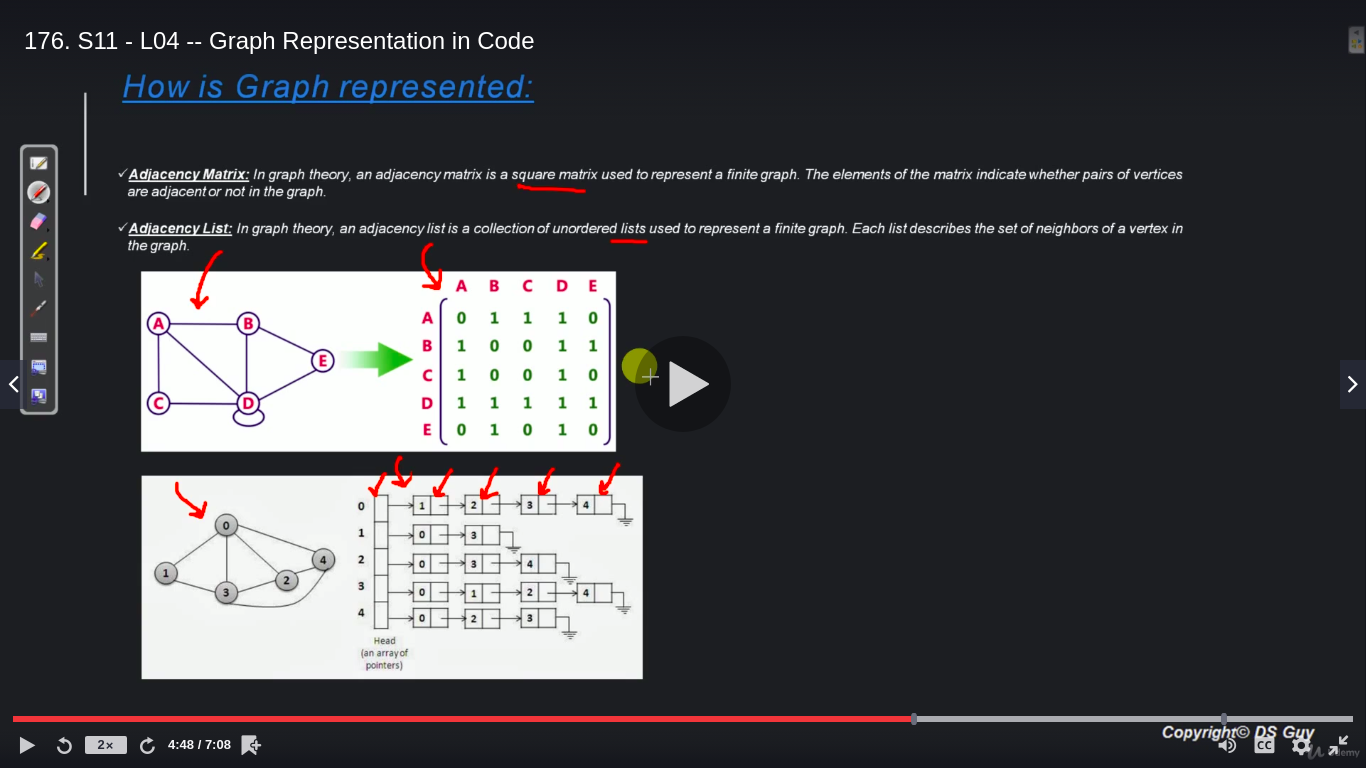 176. S11 - L04 -- Graph Representation in Code
How is Graph represented:
✓Adjacency Matrix: In graph theory, an adjacency matrix is a square matrix used to represent a finite graph. The elements of the matrix indicate whether pairs of vertices
are adjacent or not in the graph.
✓Adjacency List: In graph theory, an adjacency list is a collection of unordered lists used to represent a finite graph. Each list describes the set of neighbors of a vertex in
the graph.
A B
E
C D
A B C D E
A 0 1 1 1 0
B 1 0 0 1 1
C 1 0 0 1 0
D 1 1 1 1 1
E 0 1 0 1 0
0
4
1
2
3
0 1 2 3 4
1 0 3
2 0 3 4
3 0 1 2 4
4 0 2 3
Head
(an array of
pointers)
Copyright© DS Guy
2x
4:48 / 7:08
CC
udemy